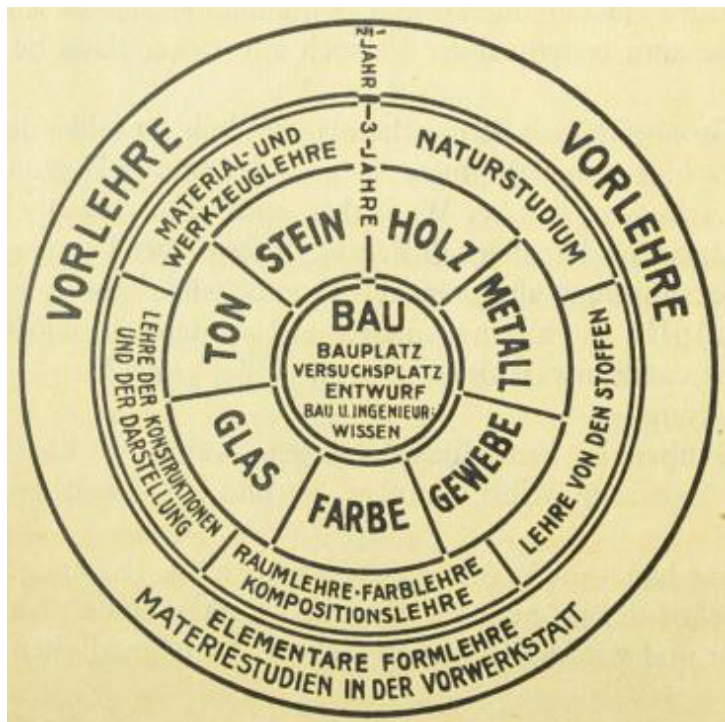 VORLEHRE
VORLEHRE
½ JAHR
3-JAHRE
ELEMENTARE FORMLEHRE
MATERIESTUDIEN IN DER VORWERKSTATT
NATURSTUDIUM
LEHRE VON DEN STOFFEN
RAUMLEHRE·FARBLEHRE
KOMPOSITIONSLEHRE
LEHRE DER KONSTRUKTIONEN
UND DER DARSTELLUNG
MATERIAL- UND
WERKZEUGLEHRE
HOLZ
METALL
GEWEBE
FARBE
GLAS
TON
STEIN
BAU
BAUPLATZ
VERSUCHSPLATZ
ENTWURF
BAU U. INGENIEUR-
WISSEN